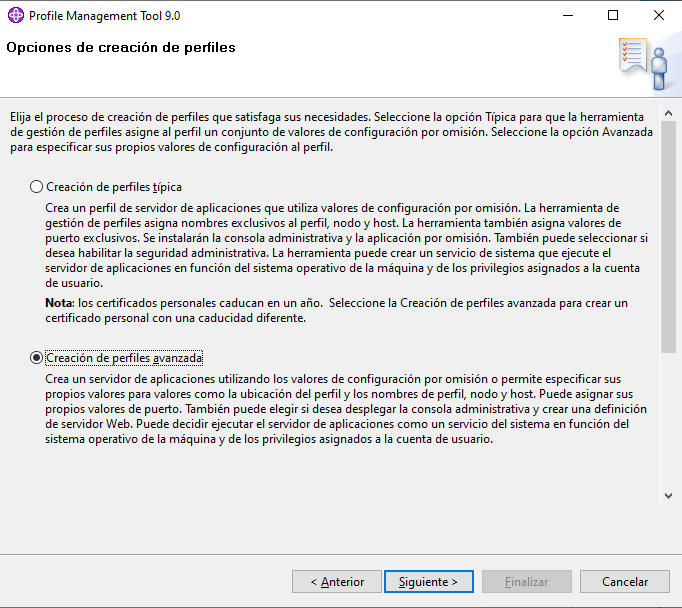 Profile Management Tool 9.0
Opciones de creación de perfiles
Elija el proceso de creación de perfiles que satisfaga sus necesidades. Seleccione la opción Típica para que la herramienta
de gestión de perfiles asigne al perfil un conjunto de valores de configuración por omisión. Seleccione la opción Avanzada
para especificar sus propios valores de configuración al perfil.
Creación de perfiles típica
Crea un perfil de servidor de aplicaciones que utiliza valores de configuración por omisión. La herramienta de
gestión de perfiles asigna nombres exclusivos al perfil, nodo y host. La herramienta también asigna valores de
puerto exclusivos. Se instalarán la consola administrativa y la aplicación por omisión. También puede seleccionar si
desea habilitar la seguridad administrativa. La herramienta puede crear un servicio de sistema que ejecute el
servidor de aplicaciones en función del sistema operativo de la máquina y de los privilegios asignados a la cuenta
de usuario.
Nota: los certificados personales caducan en un año.  Seleccione la Creación de perfiles avanzada para crear un
certificado personal con una caducidad diferente.
Creación de perfiles avanzada
Crea un servidor de aplicaciones utilizando los valores de configuración por omisión o permite especificar sus
propios valores para valores como la ubicación del perfil y los nombres de perfil, nodo y host. Puede asignar sus
propios valores de puerto. También puede elegir si desea desplegar la consola administrativa y crear una definición
de servidor Web. Puede decidir ejecutar el servidor de aplicaciones como un servicio del sistema en función del
sistema operativo de la máquina y de los privilegios asignados a la cuenta de usuario.
< Anterior
Siguiente >
Finalizar
Cancelar